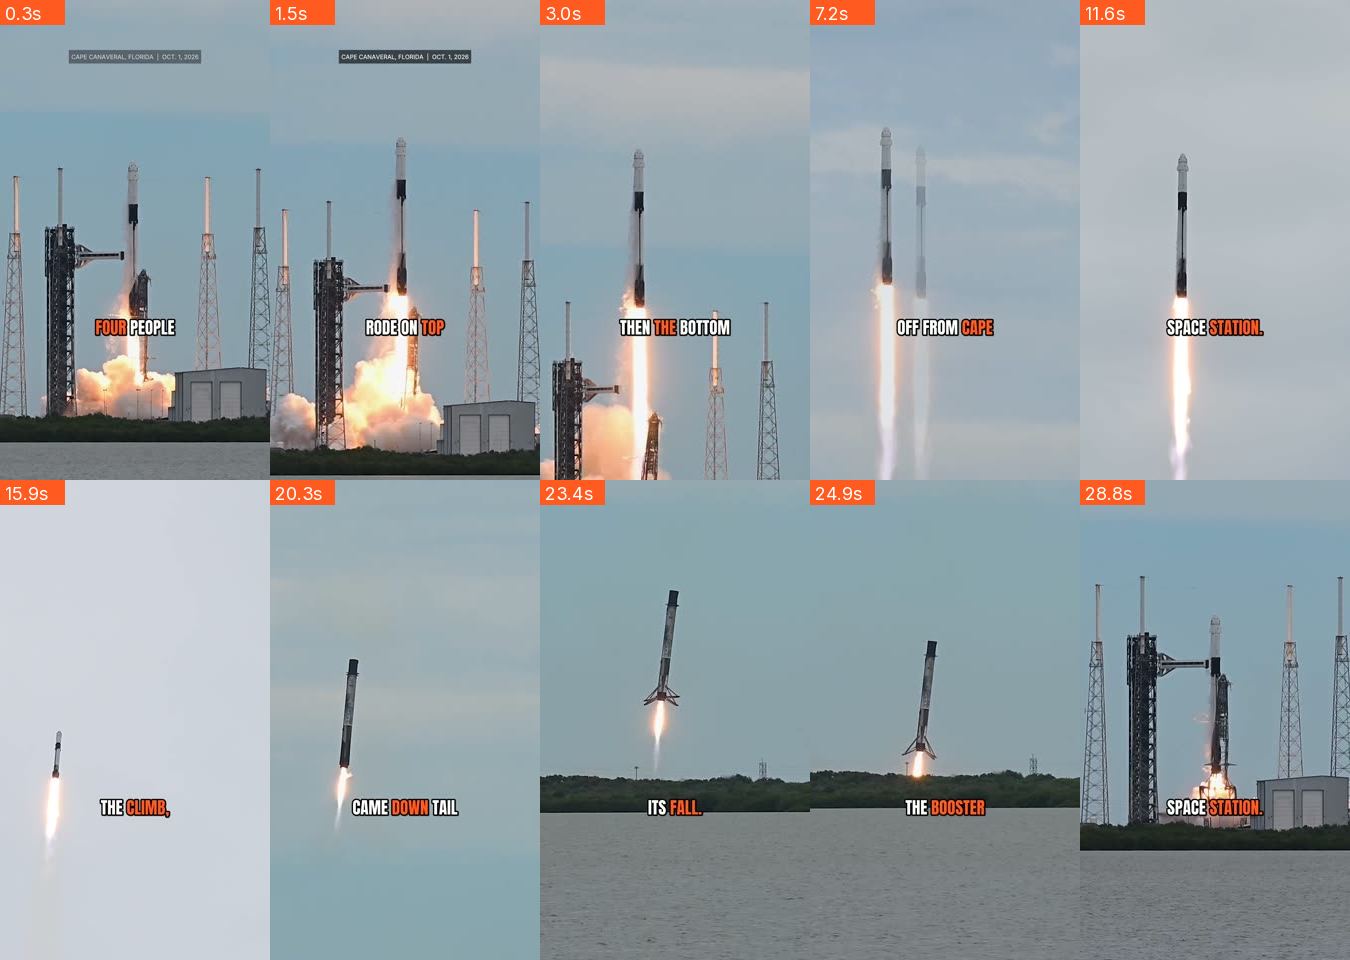 0.3s
CAPE CANAVERAL, FLORIDA | OCT. 1, 2026
FOUR PEOPLE
1.5s
CAPE CANAVERAL, FLORIDA | OCT. 1, 2026
RODE ON TOP
3.0s
THEN THE BOTTOM
7.2s
OFF FROM CAPE
11.6s
SPACE STATION.
15.9s
THE CLIMB,
20.3s
CAME DOWN TAIL
23.4s
ITS FALL.
24.9s
THE BOOSTER
28.8s
SPACE STATION.